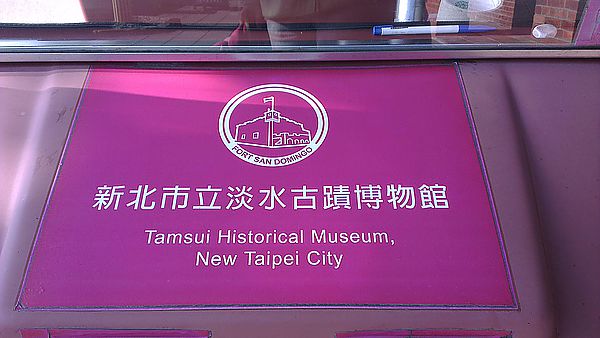 FORT SAN DOMINGO
新北市立淡水古蹟博物館
Tamsui Historical Museum,
New Taipei City